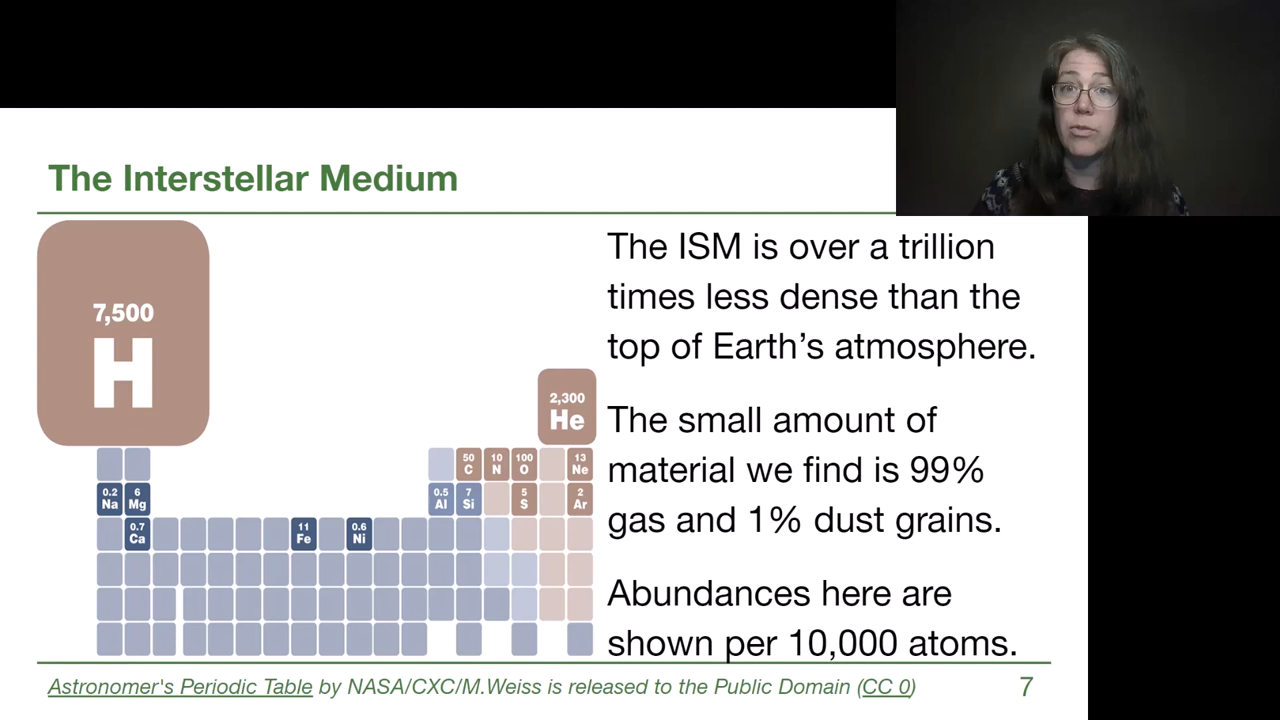 The Interstellar Medium
7,500
H
2,300
He
50 10 100 13
C N O Ne
0.2 6 0.5 7 5 2
Na Mg Al Si S Ar
0.7 11 0.6
Ca Fe Ni
The ISM is over a trillion
times less dense than the
top of Earth’s atmosphere.
The small amount of
material we find is 99%
gas and 1% dust grains.
Abundances here are
shown per 10,000 atoms.
Astronomer's Periodic Table by NASA/CXC/M.Weiss is released to the Public Domain (CC 0)
7